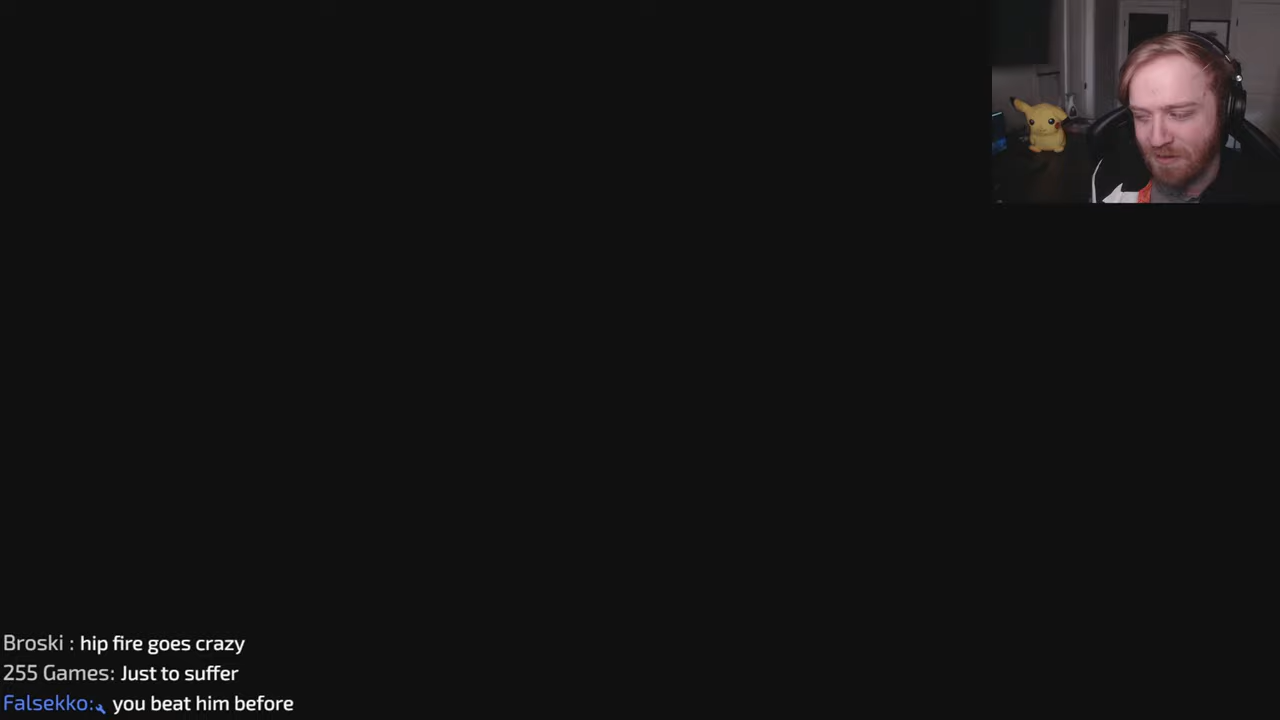 Broski : hip fire goes crazy
255 Games: Just to suffer
Falsekko: you beat him before